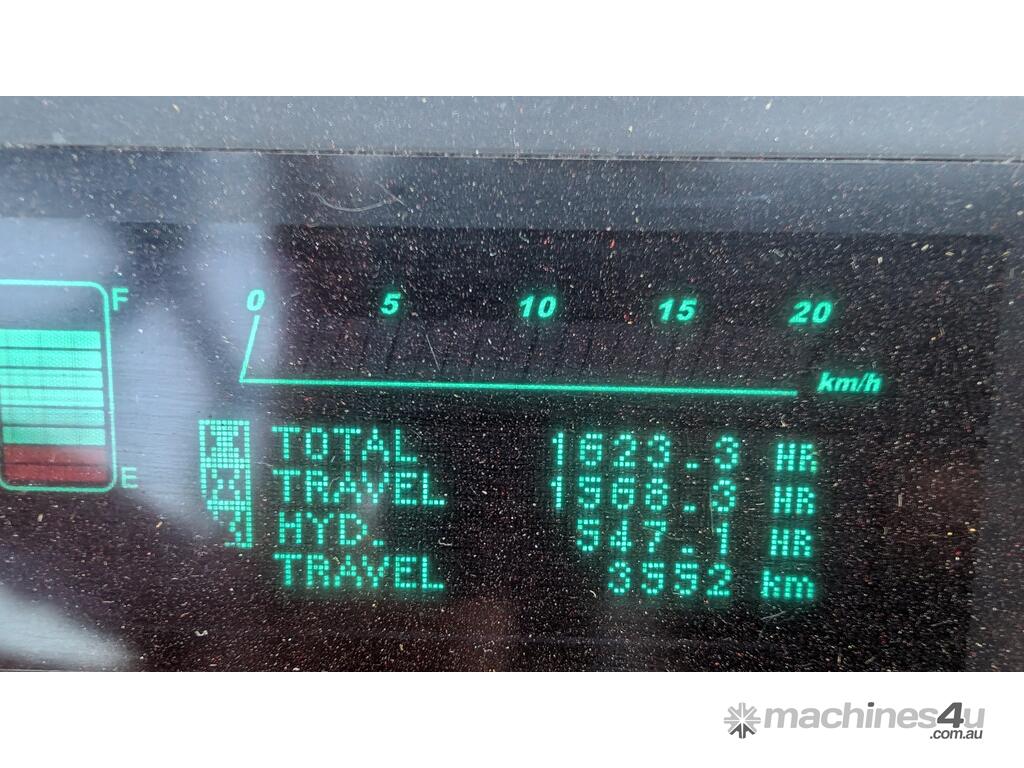 F
0 5 10 15 20
km/h
E
TOTAL 1623.3 HR
TRAVEL 1568.3 HR
HYD. 547.1 HR
TRAVEL 3552 km
machines4u
.com.au